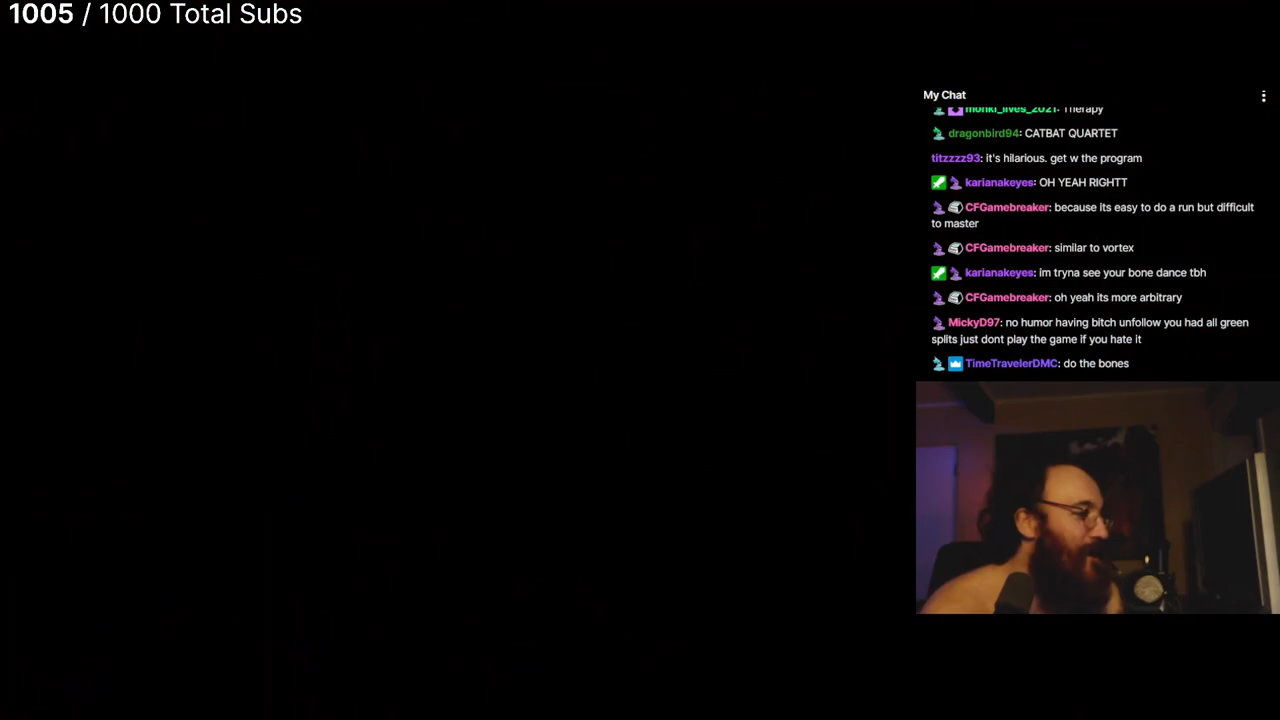 1005 / 1000 Total Subs
My Chat
monki_lives_2021: Therapy
dragonbird94: CATBAT QUARTET
titzzzz93: it's hilarious. get w the program
karianakeyes: OH YEAH RIGHTT
CFGamebreaker: because its easy to do a run but difficult
to master
CFGamebreaker: similar to vortex
karianakeyes: im tryna see your bone dance tbh
CFGamebreaker: oh yeah its more arbitrary
MickyD97: no humor having bitch unfollow you had all green
splits just dont play the game if you hate it
TimeTravelerDMC: do the bones